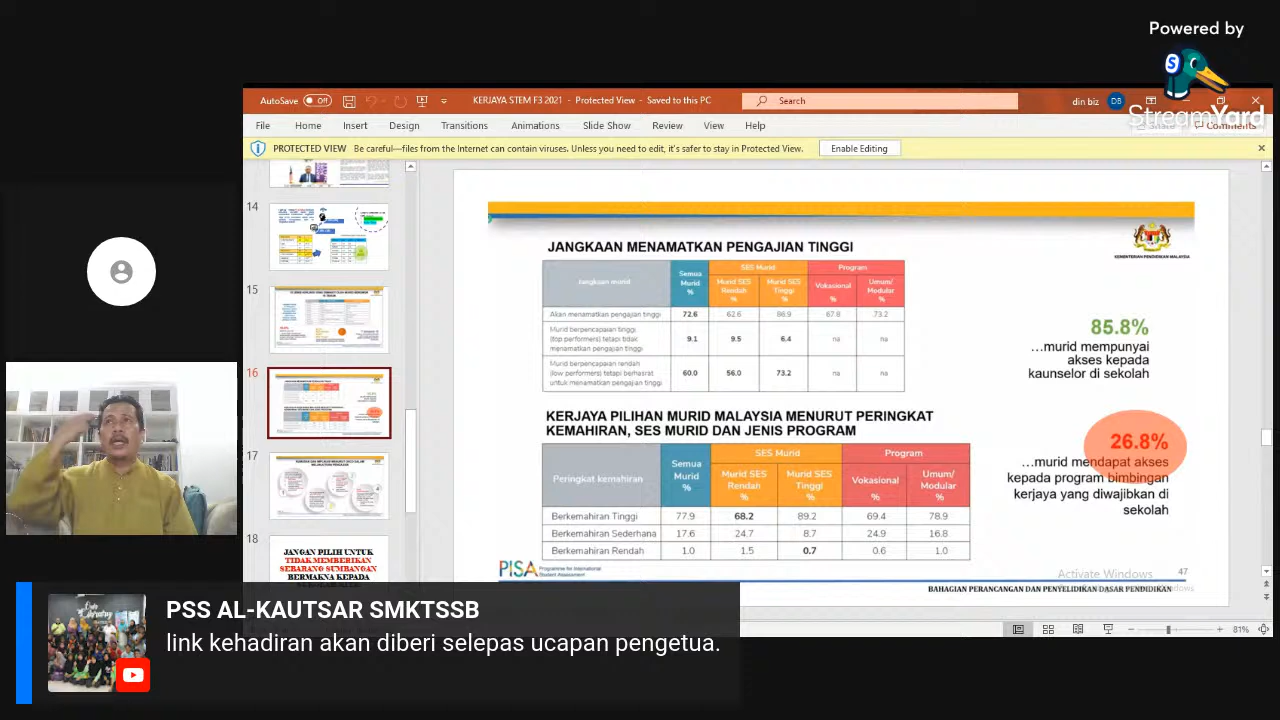 Powered by
StreamYard
AutoSave Off
KERJAYA STEM F3 2021 - Protected View - Saved to this PC
Search
din biz
DB
File Home Insert Design Transitions Animations Slide Show Review View Help
Share
Comments
PROTECTED VIEW Be careful—files from the Internet can contain viruses. Unless you need to edit, it's safer to stay in Protected View.
Enable Editing
14
15
16
17
18
JANGAN PILIH UNTUK
TIDAK MEMBERIKAN
SEBARANG SUMBANGAN
BERMAKNA KEPADA
KEMENTERIAN PENDIDIKAN MALAYSIA
JANGKAAN MENAMATKAN PENGAJIAN TINGGI
Jangkaan murid
Semua Murid %
SES Murid
Program
Murid SES Rendah %
Murid SES Tinggi %
Vokasional %
Umum/ Modular %
Akan menamatkan pengajian tinggi 72.6 62.6 86.9 67.8 73.2
Murid berpencapaian tinggi
(top performers) tetapi tidak 9.1 9.5 6.4 na na
menamatkan pengajian tinggi
Murid berpencapaian rendah
(low performers) tetapi berhasrat 60.0 56.0 73.2 na na
untuk menamatkan pengajian tinggi
85.8%
...murid mempunyai
akses kepada
kaunselor di sekolah
KERJAYA PILIHAN MURID MALAYSIA MENURUT PERINGKAT
KEMAHIRAN, SES MURID DAN JENIS PROGRAM
Peringkat kemahiran
Semua Murid %
SES Murid
Program
Murid SES Rendah %
Murid SES Tinggi %
Vokasional %
Umum/ Modular %
Berkemahiran Tinggi 77.9 68.2 89.2 69.4 78.9
Berkemahiran Sederhana 17.6 24.7 8.7 24.9 16.8
Berkemahiran Rendah 1.0 1.5 0.7 0.6 1.0
26.8%
...murid mendapat akses
kepada program bimbingan
kerjaya yang diwajibkan di
sekolah
PISA Programme for International
Student Assessment
47
Activate Windows
BAHAGIAN PERANCANGAN DAN PENYELIDIKAN DASAR PENDIDIKAN
81%
PSS AL-KAUTSAR SMKTSSB
link kehadiran akan diberi selepas ucapan pengetua.